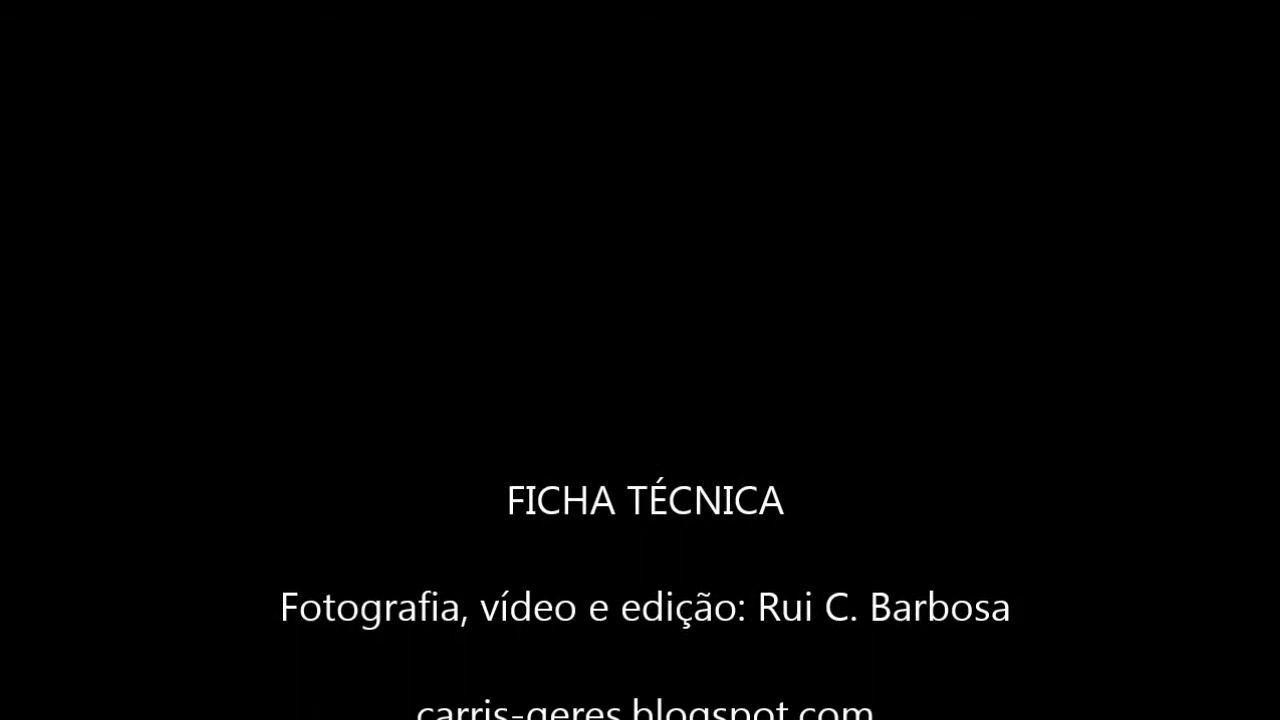 FICHA TÉCNICA
Fotografia, vídeo e edição: Rui C. Barbosa
carris-geres.blogspot.com